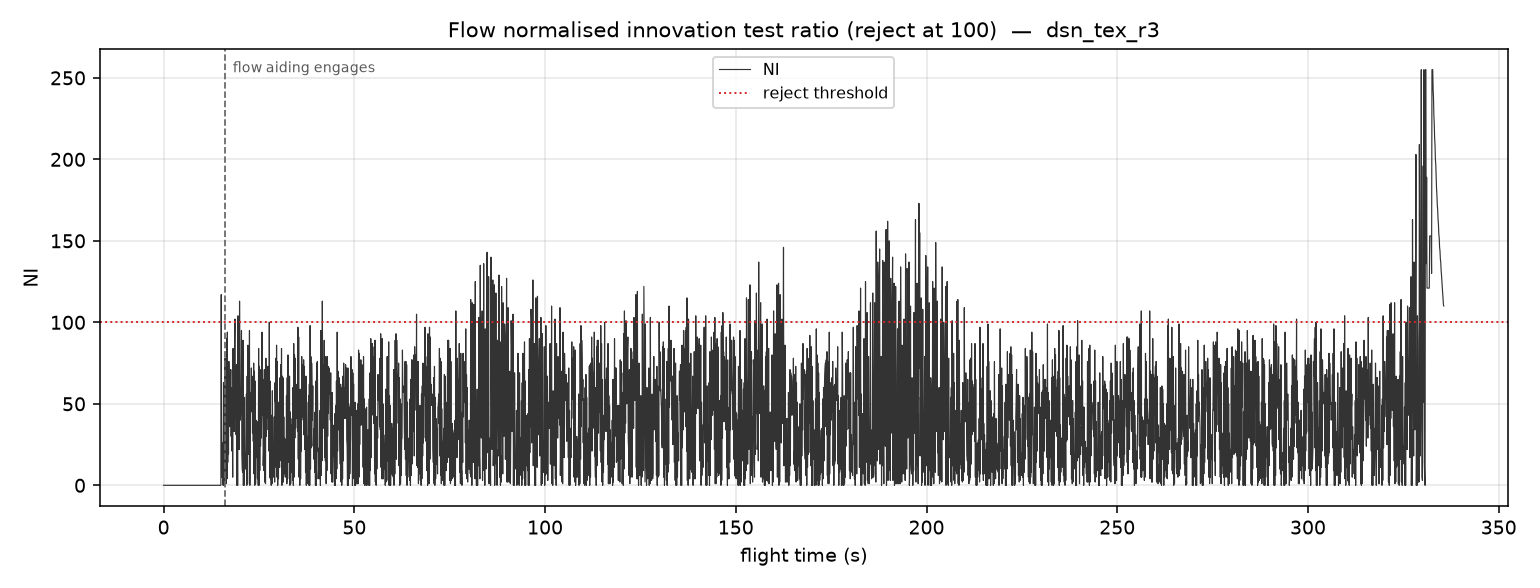 Flow normalised innovation test ratio (reject at 100) — dsn_tex_r3
flow aiding engages
NI
reject threshold
250
200
150
100
50
0
NI
0 50 100 150 200 250 300 350
flight time (s)